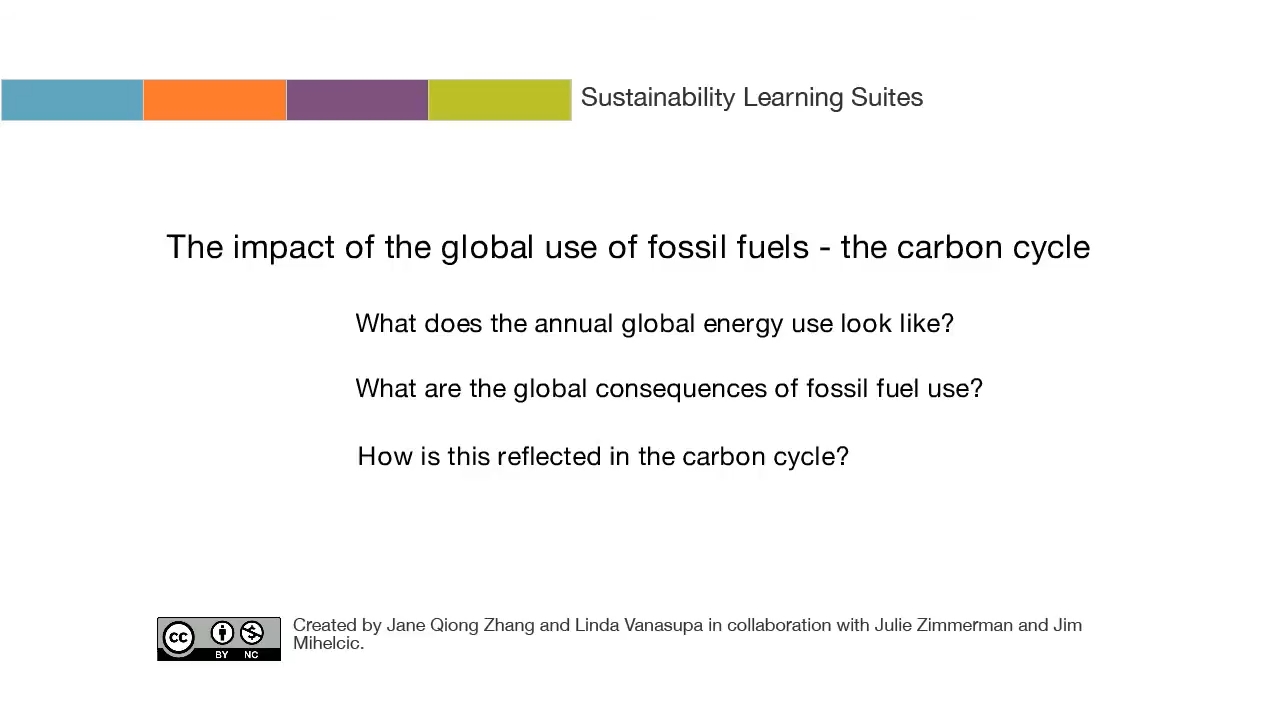 Sustainability Learning Suites
The impact of the global use of fossil fuels - the carbon cycle
What does the annual global energy use look like?
What are the global consequences of fossil fuel use?
How is this reflected in the carbon cycle?
Created by Jane Qiong Zhang and Linda Vanasupa in collaboration with Julie Zimmerman and Jim
Mihelcic.
cc
BY NC